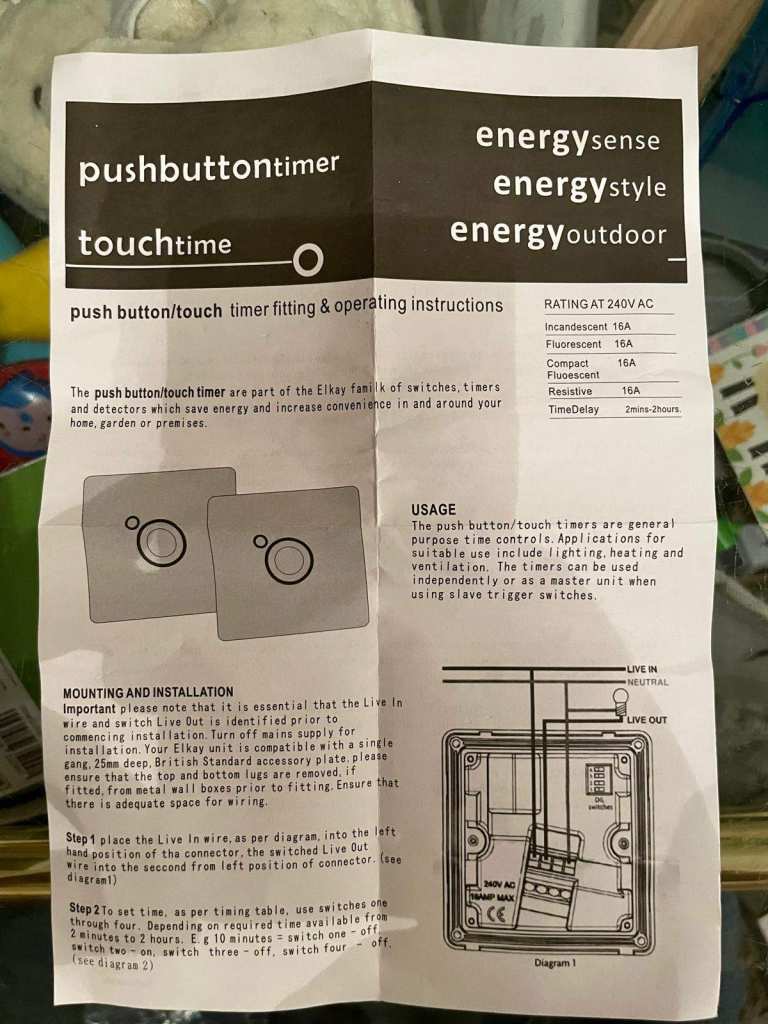 pushbuttontimer
touchtime
energysense
energystyle
energyoutdoor
push button/touch timer fitting & operating instructions
RATING AT 240V AC
Incandescent 16A
Fluorescent 16A
Compact 16A
Fluoescent
Resistive 16A
TimeDelay 2mins-2hours.
The push button/touch timer are part of the Elkay familk of switches, timers
and detectors which save energy and increase convenience in and around your
home, garden or premises.
USAGE
The push button/touch timers are general
purpose time controls. Applications for
suitable use include lighting, heating and
ventilation. The timers can be used
independently or as a master unit when
using slave trigger switches.
MOUNTING AND INSTALLATION
Important please note that it is essential that the Live In
wire and switch Live Out is identified prior to
commencing installation. Turn off mains supply for
installation. Your Elkay unit is compatible with a single
gang, 25mm deep, British Standard accessory plate. please
ensure that the top and bottom lugs are removed, if
fitted, from metal wall boxes prior to fitting. Ensure that
there is adequate space for wiring.
Step 1 place the Live In wire, as per diagram, into the left
hand position of tha connector, the switched Live Out
wire into the seccond from left position of connector. (see
diagram1)
Step 2 To set time, as per timing table, use switches one
through four. Depending on required time available from
2 minutes to 2 hours. E.g 10 minutes = switch one - off,
switch two - on, switch three - off, switch four - off.
(see diagram 2)
LIVE IN
NEUTRAL
LIVE OUT
DIL
switches
240V AC
16AMP MAX
CE
Diagram 1